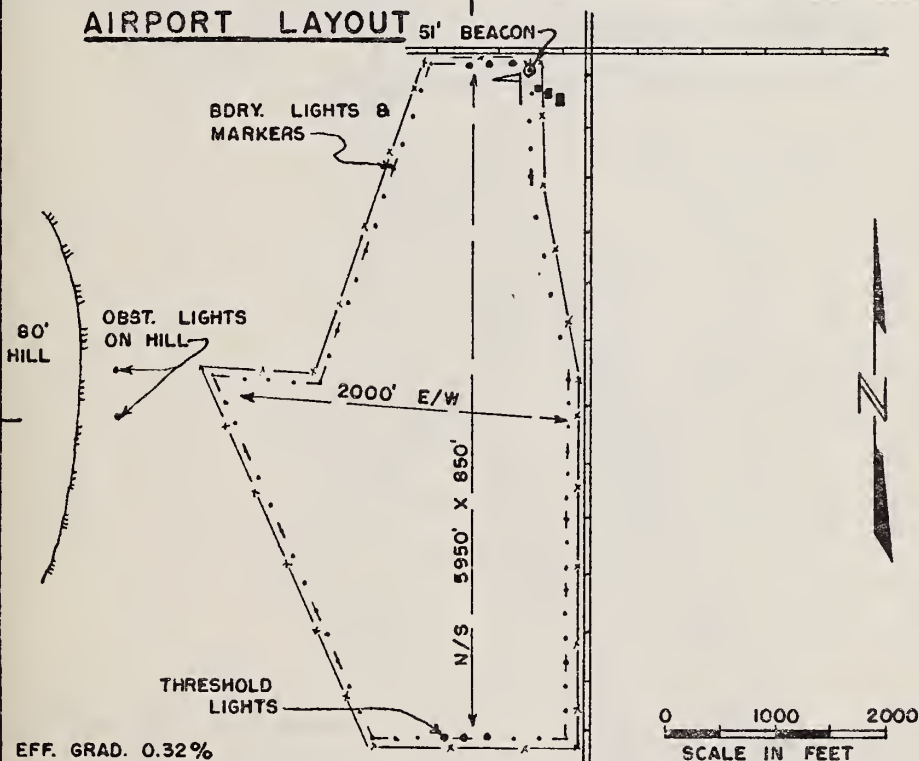 AIRPORT LAYOUT
51' BEACON
BDRY. LIGHTS &
MARKERS
80'
HILL
OBST. LIGHTS
ON HILL
2000' E/W
N/S 5950' X 850'
N
THRESHOLD
LIGHTS
EFF. GRAD. 0.32%
0 1000 2000
SCALE IN FEET